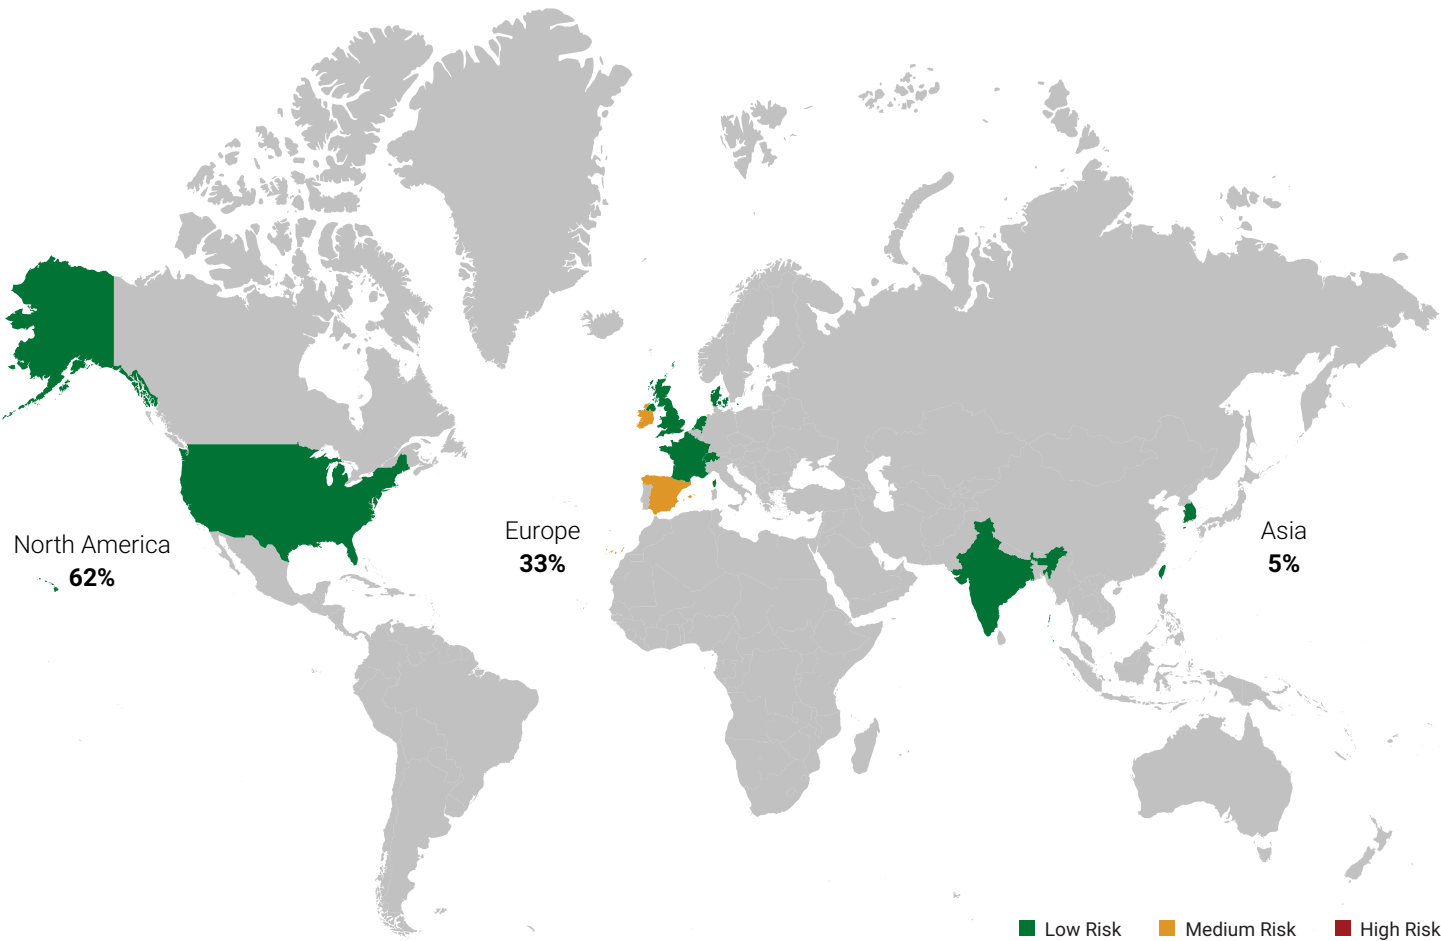 North America
62%
Europe
33%
Asia
5%
Low Risk
Medium Risk
High Risk